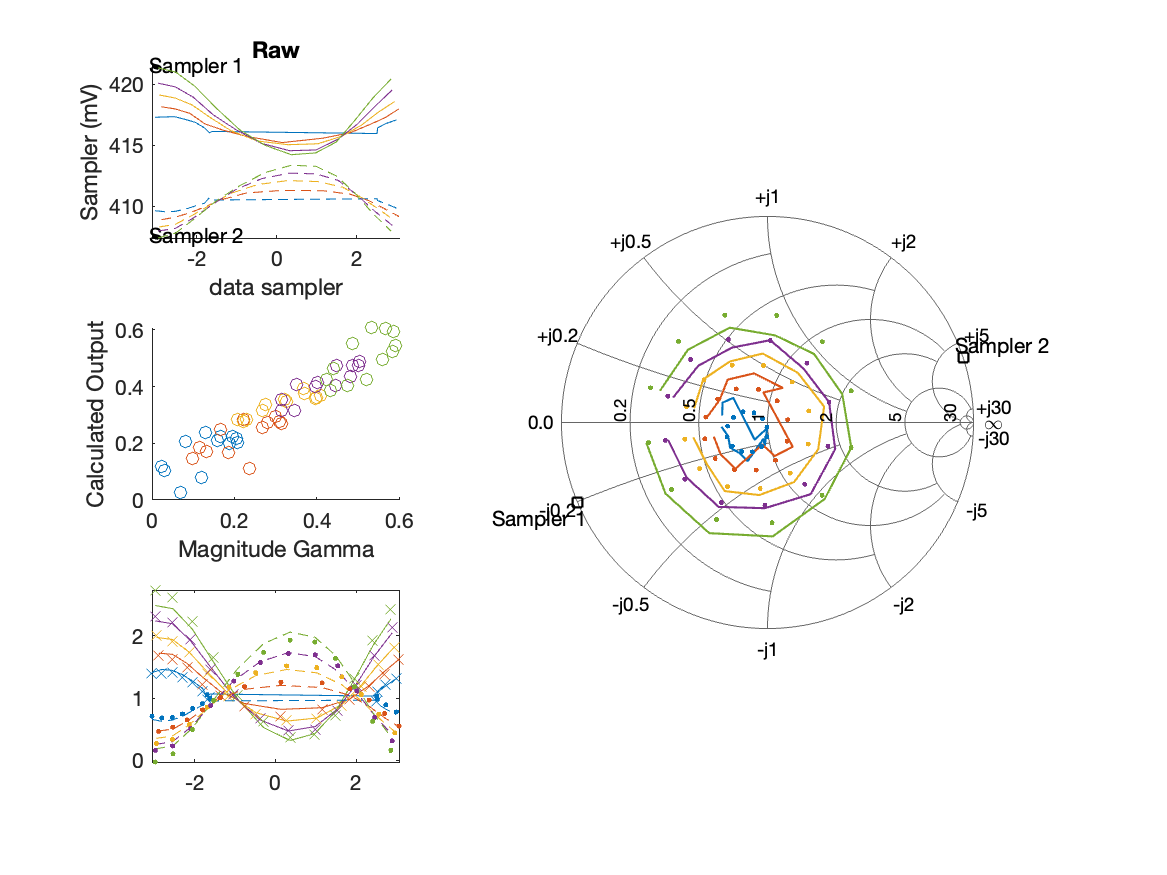 Raw
Sampler 1
Sampler (mV)
420
415
410
Sampler 2
-2 0 2
data sampler
Calculated Output
0.6
0.4
0.2
0
0 0.2 0.4 0.6
Magnitude Gamma
2
1
0
-2 0 2
+j1
+j0.5 +j2
+j0.2 +j5
Sampler 2
0.0 0.2 0.5 1 2 5 30 ∞
+j30
-j30
-j0.2 -j5
Sampler 1
-j0.5 -j2
-j1